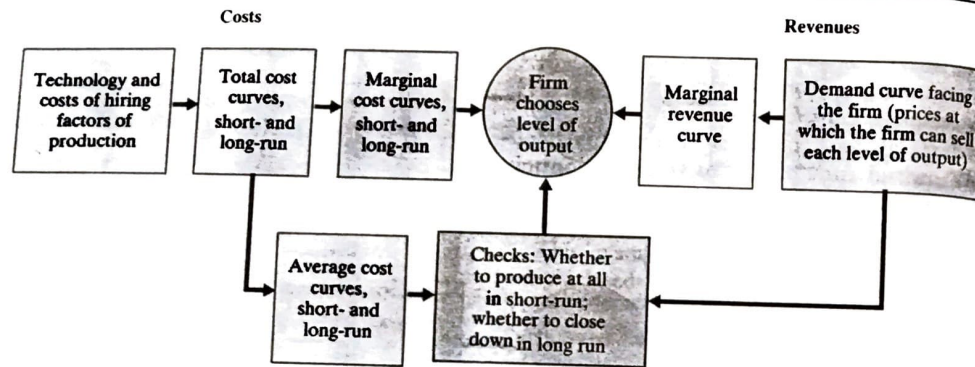 Costs
Revenues
Technology and
costs of hiring
factors of
production
Total cost
curves,
short- and
long-run
Marginal
cost curves,
short- and
long-run
Firm
chooses
level of
output
Marginal
revenue
curve
Demand curve facing
the firm (prices at
which the firm can sell
each level of output)
Average cost
curves,
short- and
long-run
Checks: Whether
to produce at all
in short-run;
whether to close
down in long run